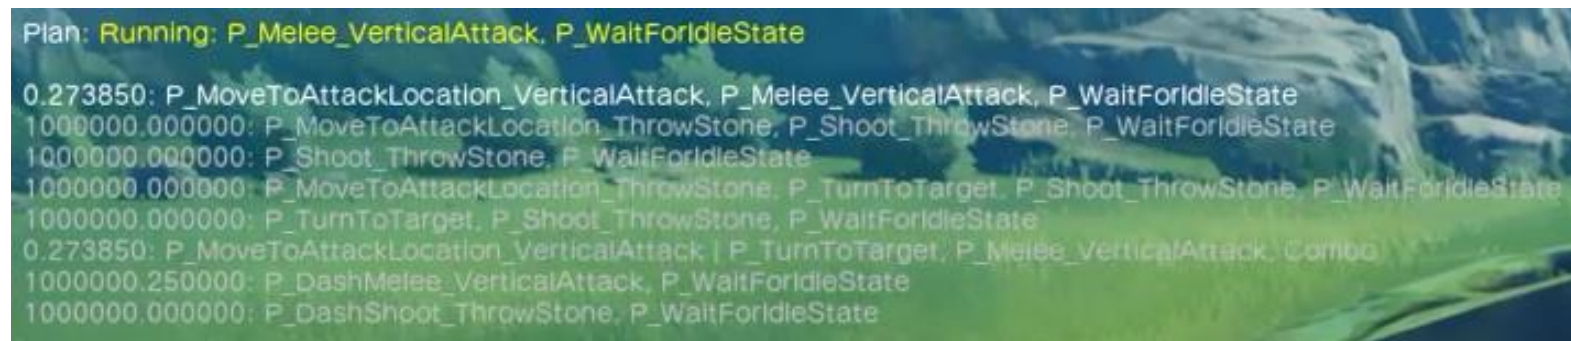 Plan: Running: P_Melee_VerticalAttack, P_WaitForIdleState
0.273850: P_MoveToAttackLocation_VerticalAttack, P_Melee_VerticalAttack, P_WaitForIdleState
1000000.000000: P_MoveToAttackLocation_ThrowStone, P_Shoot_ThrowStone, P_WaitForIdleState
1000000.000000: P_Shoot_ThrowStone, P_WaitForIdleState
1000000.000000: P_MoveToAttackLocation_ThrowStone, P_TurnToTarget, P_Shoot_ThrowStone, P_WaitForIdleState
1000000.000000: P_TurnToTarget, P_Shoot_ThrowStone, P_WaitForIdleState
0.273850: P_MoveToAttackLocation_VerticalAttack | P_TurnToTarget, P_Melee_VerticalAttack_Combo
1000000.250000: P_DashMelee_VerticalAttack, P_WaitForIdleState
1000000.000000: P_DashShoot_ThrowStone, P_WaitForIdleState